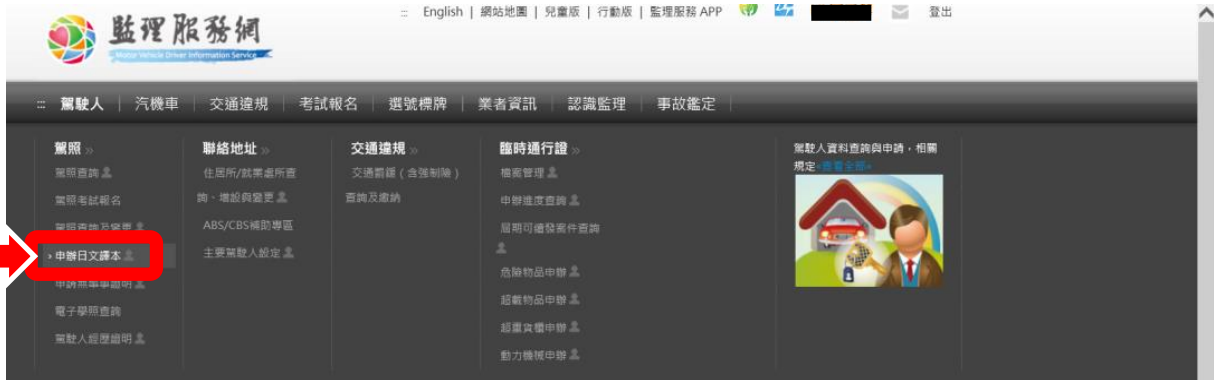 ::: English | 網站地圖 | 兒童版 | 行動版 | 監理服務 APP
登出
監理服務網
Motor Vehicle Driver Information Service
::: 駕駛人 | 汽機車 | 交通違規 | 考試報名 | 選號標牌 | 業者資訊 | 認識監理 | 事故鑑定 |
駕照 »
駕照查詢
駕照考試報名
駕照查詢及變更
› 申辦日文譯本
電子學照查詢
駕駛人經歷證明
聯絡地址 »
住居所/就業處所查
詢、增設與變更
ABS/CBS補助專區
主要駕駛人設定
交通違規 »
交通罰鍰（含強制險）
查詢及繳納
臨時通行證 »
檔案管理
申辦進度查詢
屆期可繼發案件查詢
危險物品申辦
超載物品申辦
超重貨櫃申辦
動力機械申辦
駕駛人資料查詢與申請，相關
規定«查看全部»